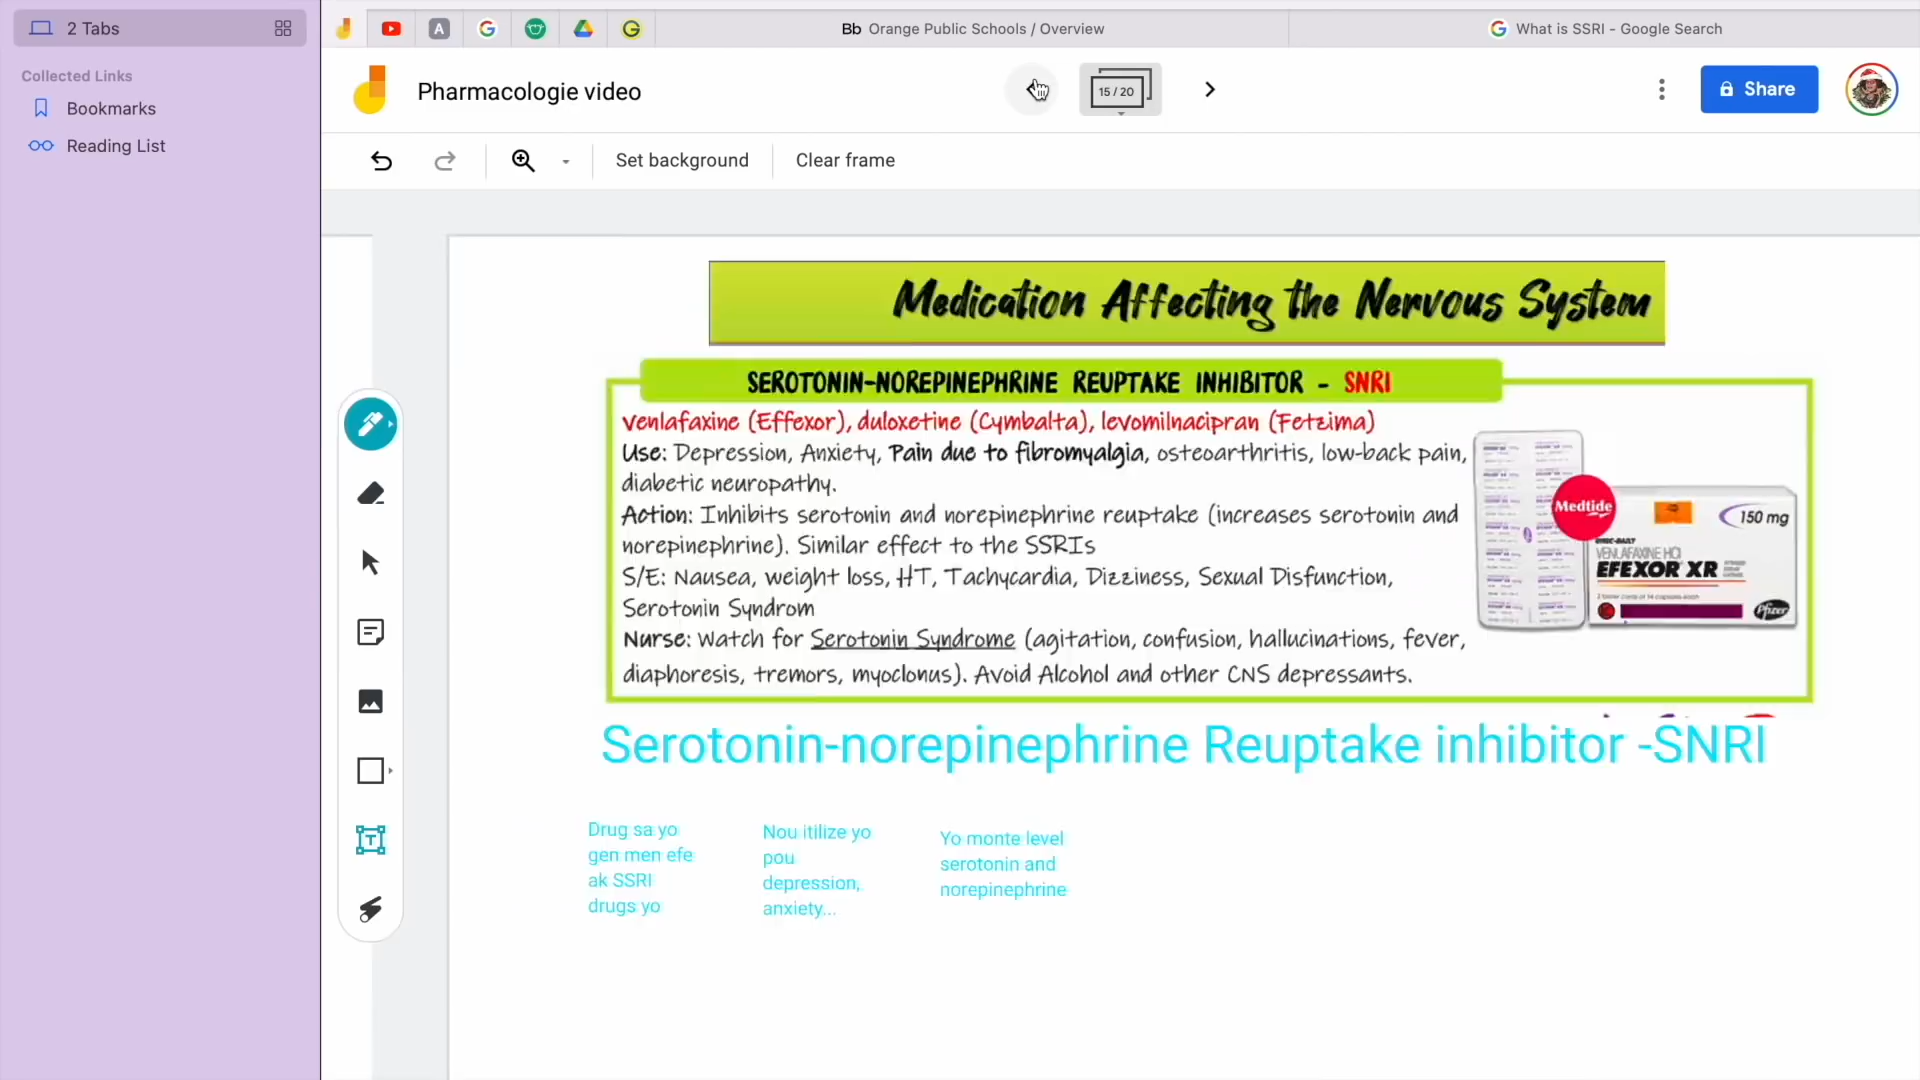 2 Tabs
Collected Links
Bookmarks
Reading List
Bb Orange Public Schools / Overview
What is SSRI - Google Search
Pharmacologie video
15 / 20
Share
Set background
Clear frame
Medication Affecting the Nervous System
SEROTONIN-NOREPINEPHRINE REUPTAKE INHIBITOR - SNRI
venlafaxine (Effexor), duloxetine (Cymbalta), levomilnacipran (Fetzima)
Use: Depression, Anxiety, Pain due to fibromyalgia, osteoarthritis, low-back pain,
diabetic neuropathy.
Action: Inhibits serotonin and norepinephrine reuptake (increases serotonin and
norepinephrine). Similar effect to the SSRIs
S/E: Nausea, weight loss, HT, Tachycardia, Dizziness, Sexual Disfunction,
Serotonin Syndrom
Nurse: Watch for Serotonin Syndrome (agitation, confusion, hallucinations, fever,
diaphoresis, tremors, myoclonus). Avoid Alcohol and other CNS depressants.
Medtide
150 mg
VENLAFAXINE HCl
EFEXOR XR
Pfizer
Serotonin-norepinephrine Reuptake inhibitor -SNRI
Drug sa yo
gen men efe
ak SSRI
drugs yo
Nou itilize yo
pou
depression,
anxiety...
Yo monte level
serotonin and
norepinephrine